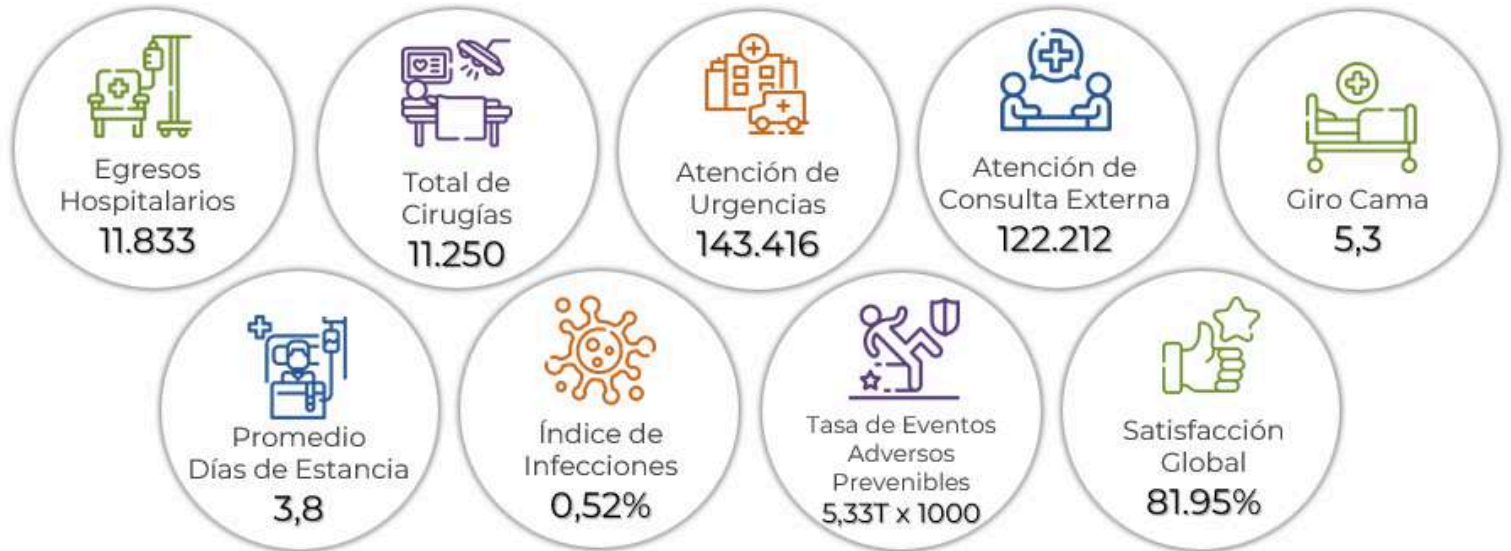 Egresos
Hospitalarios
11.833
Total de
Cirugías
11.250
Atención de
Urgencias
143.416
Atención de
Consulta Externa
122.212
Giro Cama
5,3
Promedio
Días de Estancia
3,8
Índice de
Infecciones
0,52%
Tasa de Eventos
Adversos
Prevenibles
5,33T x 1000
Satisfacción
Global
81.95%